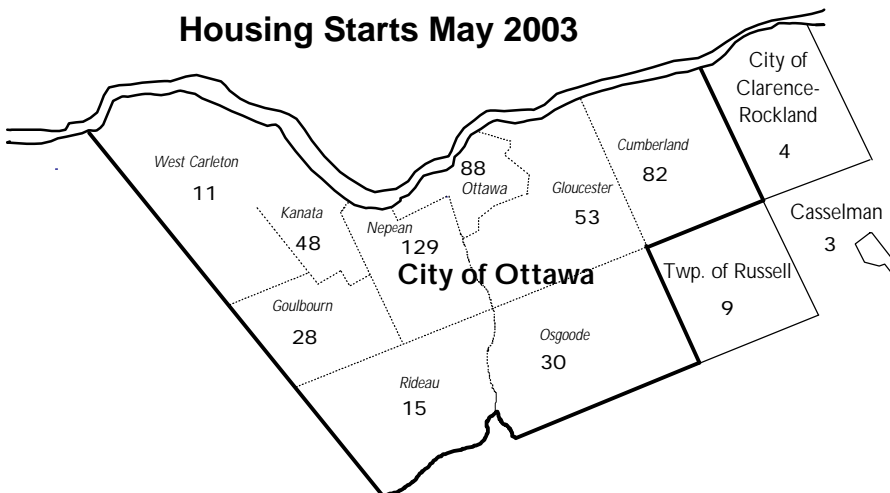 Housing Starts May 2003
City of
Clarence-
Rockland
4
West Carleton
11
88
Ottawa
Cumberland
82
Gloucester
53
Kanata
48
Nepean
129
Casselman
3
City of Ottawa
Twp. of Russell
9
Goulbourn
28
Osgoode
30
Rideau
15